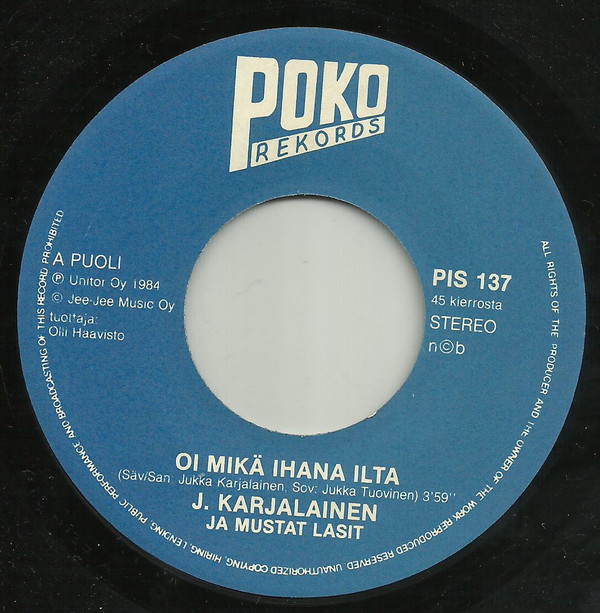 POKO
REKORDS
A PUOLI
Ⓟ Unitor Oy 1984
© Jee-Jee Music Oy
tuottaja:
Olli Haavisto
PIS 137
45 kierrosta
STEREO
n©b
OI MIKÄ IHANA ILTA
(Säv/San: Jukka Karjalainen, Sov: Jukka Tuovinen) 3'59''
J. KARJALAINEN
JA MUSTAT LASIT
ALL RIGHTS OF THE PRODUCER AND THE OWNER OF THE WORK REPRODUCED RESERVED. UNAUTHORIZED COPYING, HIRING, LENDING, PUBLIC PERFORMANCE AND BROADCASTING OF THIS RECORD PROHIBITED